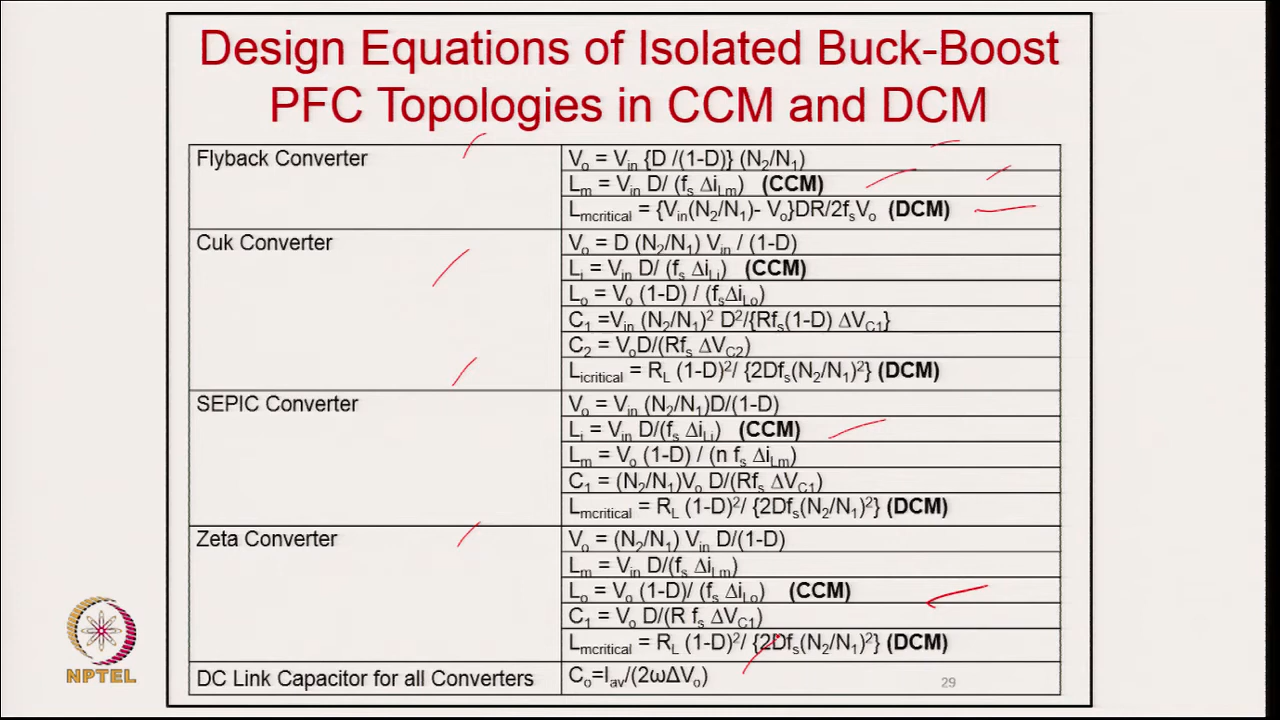 Design Equations of Isolated Buck-Boost
PFC Topologies in CCM and DCM
Flyback Converter
Vo = Vin {D /(1-D)} (N2/N1)
Lm = Vin D/ (fs ΔiLm) (CCM)
Lmcritical = {Vin(N2/N1)- Vo}DR/2fsVo (DCM)
Cuk Converter
Vo = D (N2/N1) Vin / (1-D)
Li = Vin D/ (fs ΔiLi) (CCM)
Lo = Vo (1-D) / (fsΔiLo)
C1 =Vin (N2/N1)² D²/{Rfs(1-D) ΔVC1}
C2 = VoD/(Rfs ΔVC2)
Licritical = RL (1-D)²/ {2Dfs(N2/N1)²} (DCM)
SEPIC Converter
Vo = Vin (N2/N1)D/(1-D)
Li = Vin D/(fs ΔiLi) (CCM)
Lm = Vo (1-D) / (n fs ΔiLm)
C1 = (N2/N1)Vo D/(Rfs ΔVC1)
Lmcritical = RL (1-D)²/ {2Dfs(N2/N1)²} (DCM)
Zeta Converter
Vo = (N2/N1) Vin D/(1-D)
Lm = Vin D/(fs ΔiLm)
Lo = Vo (1-D)/ (fs ΔiLo) (CCM)
C1 = Vo D/(R fs ΔVC1)
Lmcritical = RL (1-D)²/ {2Dfs(N2/N1)²} (DCM)
DC Link Capacitor for all Converters
Co=Iav/(2ωΔVo)
29
NPTEL